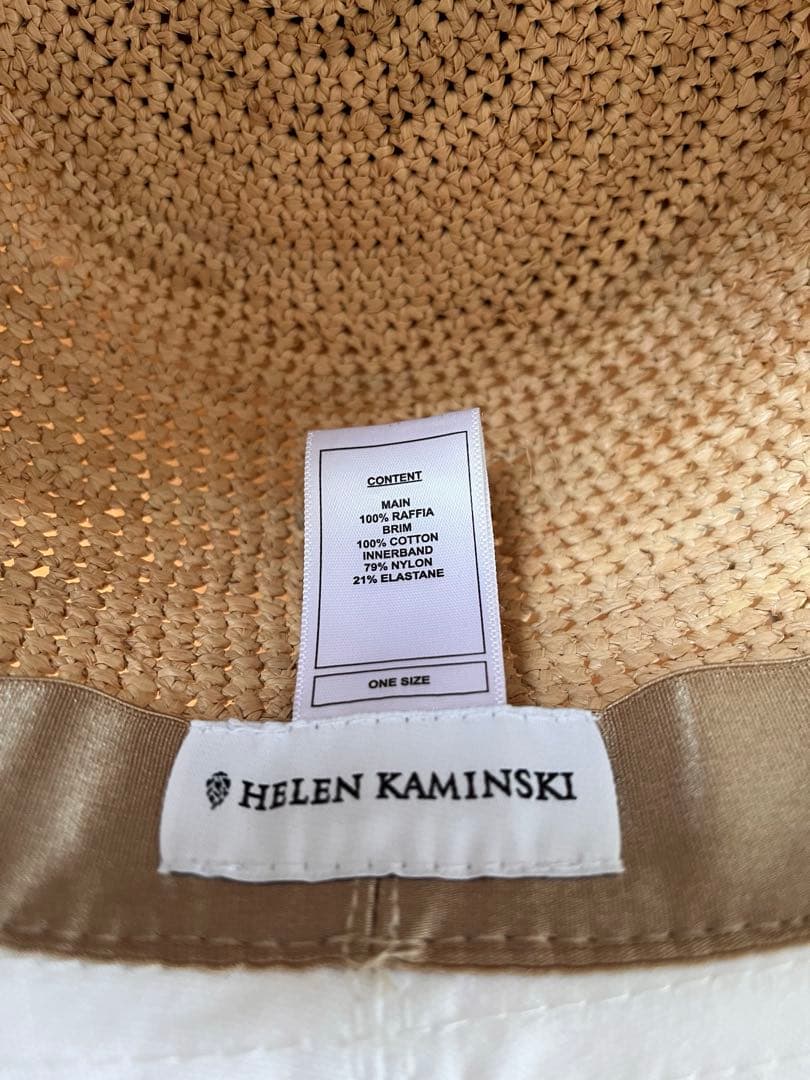 CONTENT
MAIN
100% RAFFIA
BRIM
100% COTTON
INNERBAND
79% NYLON
21% ELASTANE
ONE SIZE
HELEN KAMINSKI